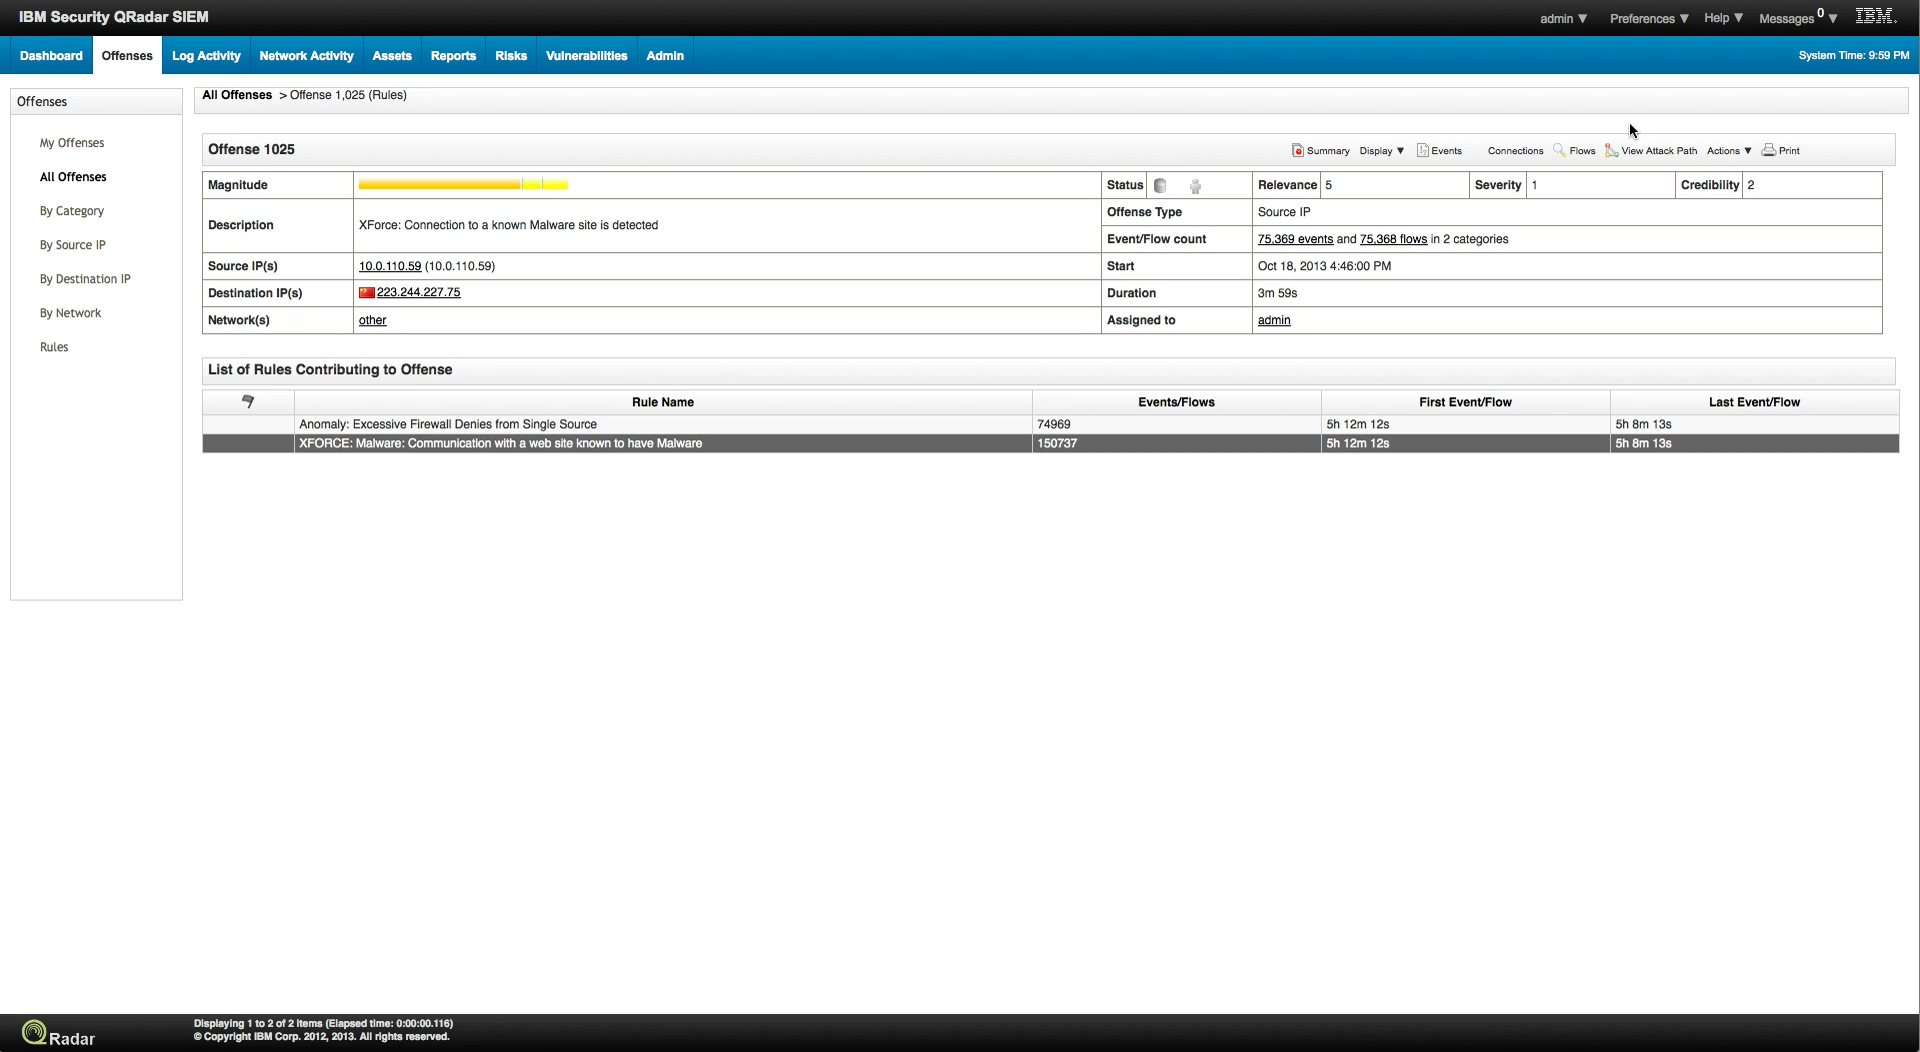 IBM Security QRadar SIEM
admin ▼ Preferences ▼ Help ▼ Messages 0 ▼ IBM.
Dashboard Offenses Log Activity Network Activity Assets Reports Risks Vulnerabilities Admin System Time: 9:59 PM
Offenses
My Offenses
All Offenses
By Category
By Source IP
By Destination IP
By Network
Rules
All Offenses > Offense 1,025 (Rules)
Offense 1025 Summary Display ▼ Events Connections Flows View Attack Path Actions ▼ Print
Magnitude Status Relevance 5 Severity 1 Credibility 2
Description XForce: Connection to a known Malware site is detected
Offense Type Source IP
Event/Flow count 75,369 events and 75,368 flows in 2 categories
Source IP(s) 10.0.110.59 (10.0.110.59) Start Oct 18, 2013 4:46:00 PM
Destination IP(s) 223.244.227.75 Duration 3m 59s
Network(s) other Assigned to admin
List of Rules Contributing to Offense
Rule Name Events/Flows First Event/Flow Last Event/Flow
Anomaly: Excessive Firewall Denies from Single Source 74969 5h 12m 12s 5h 8m 13s
XFORCE: Malware: Communication with a web site known to have Malware 150737 5h 12m 12s 5h 8m 13s
QRadar
Displaying 1 to 2 of 2 items (Elapsed time: 0:00:00.116)
© Copyright IBM Corp. 2012, 2013. All rights reserved.